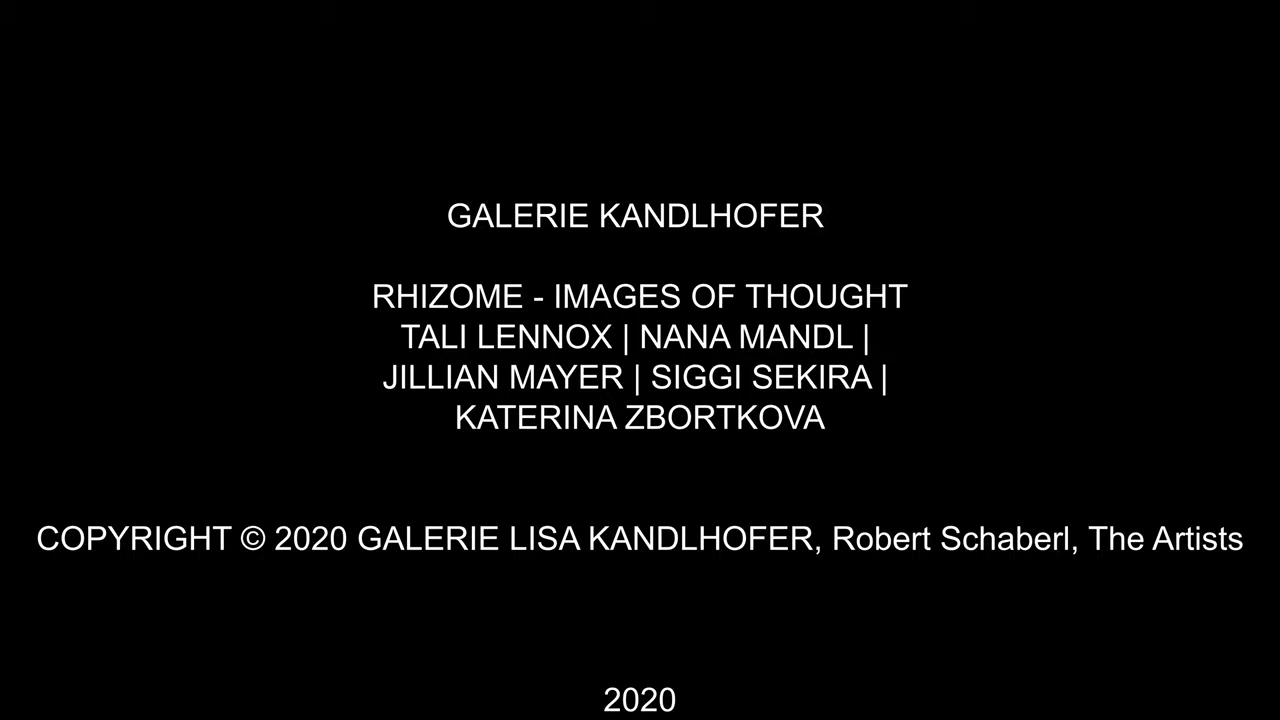 GALERIE KANDLHOFER
RHIZOME - IMAGES OF THOUGHT
TALI LENNOX | NANA MANDL |
JILLIAN MAYER | SIGGI SEKIRA |
KATERINA ZBORTKOVA
COPYRIGHT © 2020 GALERIE LISA KANDLHOFER, Robert Schaberl, The Artists
2020